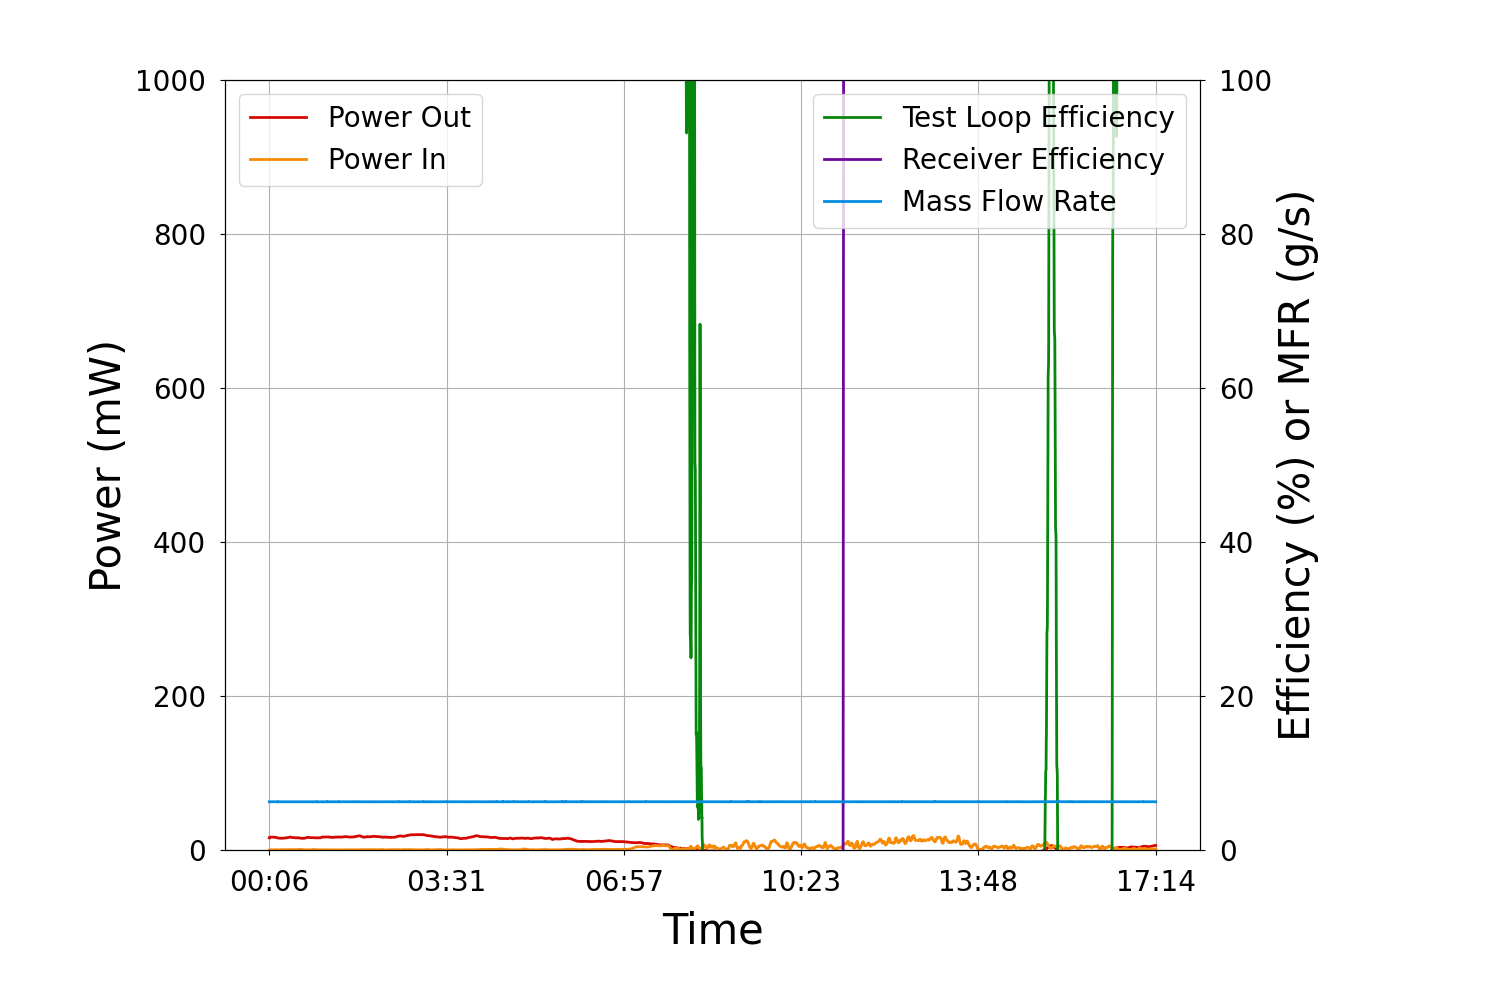 1000
800
600
400
200
0
Power (mW)
Power Out
Power In
Test Loop Efficiency
Receiver Efficiency
Mass Flow Rate
100
80
60
40
20
0
Efficiency (%) or MFR (g/s)
00:06 03:31 06:57 10:23 13:48 17:14
Time